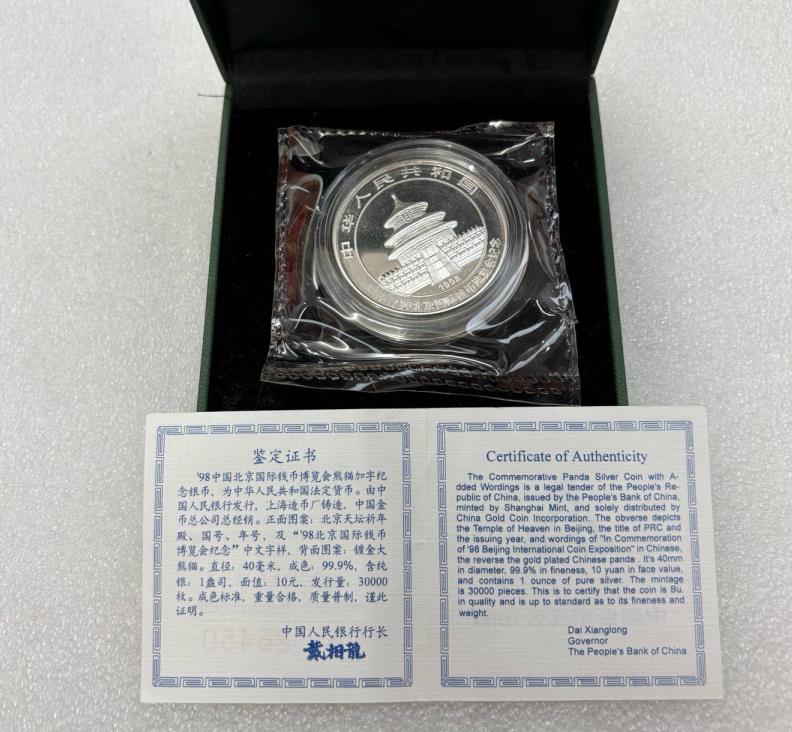 中华人民共和国
1998
鉴定证书
'98中国北京国际钱币博览会熊猫加字纪
念银币，为中华人民共和国法定货币。由中
国人民银行发行，上海造币厂铸造，中国金
币总公司总经销。正面图案：北京天坛祈年
殿、国号、年号，及“'98北京国际钱币
博览会纪念”中文字样，背面图案：镀金大
熊猫。直径：40毫米，成色：99.9%，含纯
银：1盎司，面值：10元，发行量：30000
枚。成色标准，重量合格，质量普制，谨此
证明。
中国人民银行行长
戴相龍
Certificate of Authenticity
The Commemorative Panda Silver Coin with A-
dded Wordings is a legal tender of the People's Re-
public of China, issued by the People's Bank of China,
minted by Shanghai Mint, and solely distributed by
China Gold Coin Incorporation. The obverse depicts
the Temple of Heaven in Beijing, the title of PRC and
the issuing year, and wordings of "In Commemoration
of '98 Beijing International Coin Exposition" in Chinese,
the reverse the gold plated Chinese panda . It's 40mm
in diameter, 99.9% in fineness, 10 yuan in face value,
and contains 1 ounce of pure silver. The mintage
is 30000 pieces. This is to certify that the coin is Bu.
in quality and is up to standard as to its fineness and
weight.
Dai Xianglong
Governor
The People's Bank of China